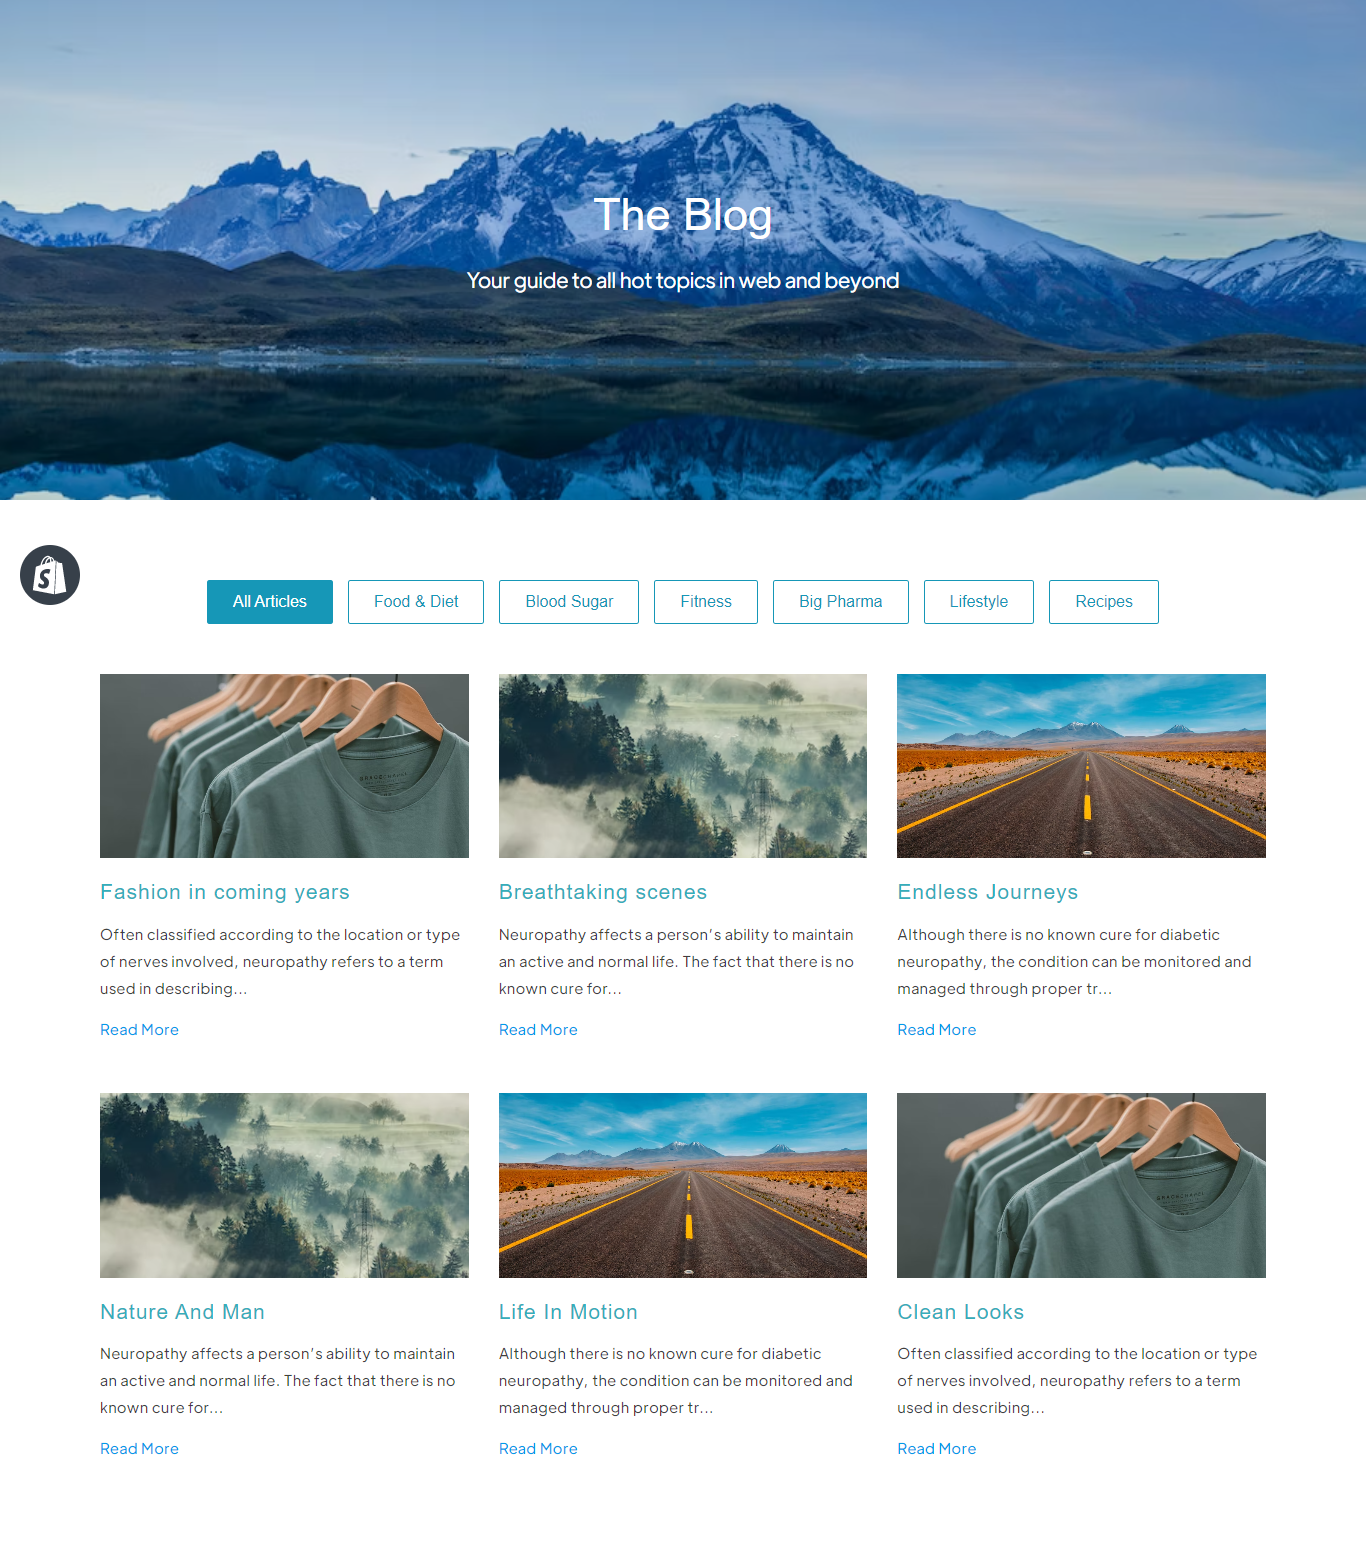 The Blog
Your guide to all hot topics in web and beyond
All Articles
Food & Diet
Blood Sugar
Fitness
Big Pharma
Lifestyle
Recipes
Fashion in coming years
Often classified according to the location or type
of nerves involved, neuropathy refers to a term
used in describing...
Read More
Breathtaking scenes
Neuropathy affects a person's ability to maintain
an active and normal life. The fact that there is no
known cure for...
Read More
Endless Journeys
Although there is no known cure for diabetic
neuropathy, the condition can be monitored and
managed through proper tr...
Read More
Nature And Man
Neuropathy affects a person's ability to maintain
an active and normal life. The fact that there is no
known cure for...
Read More
Life In Motion
Although there is no known cure for diabetic
neuropathy, the condition can be monitored and
managed through proper tr...
Read More
Clean Looks
Often classified according to the location or type
of nerves involved, neuropathy refers to a term
used in describing...
Read More